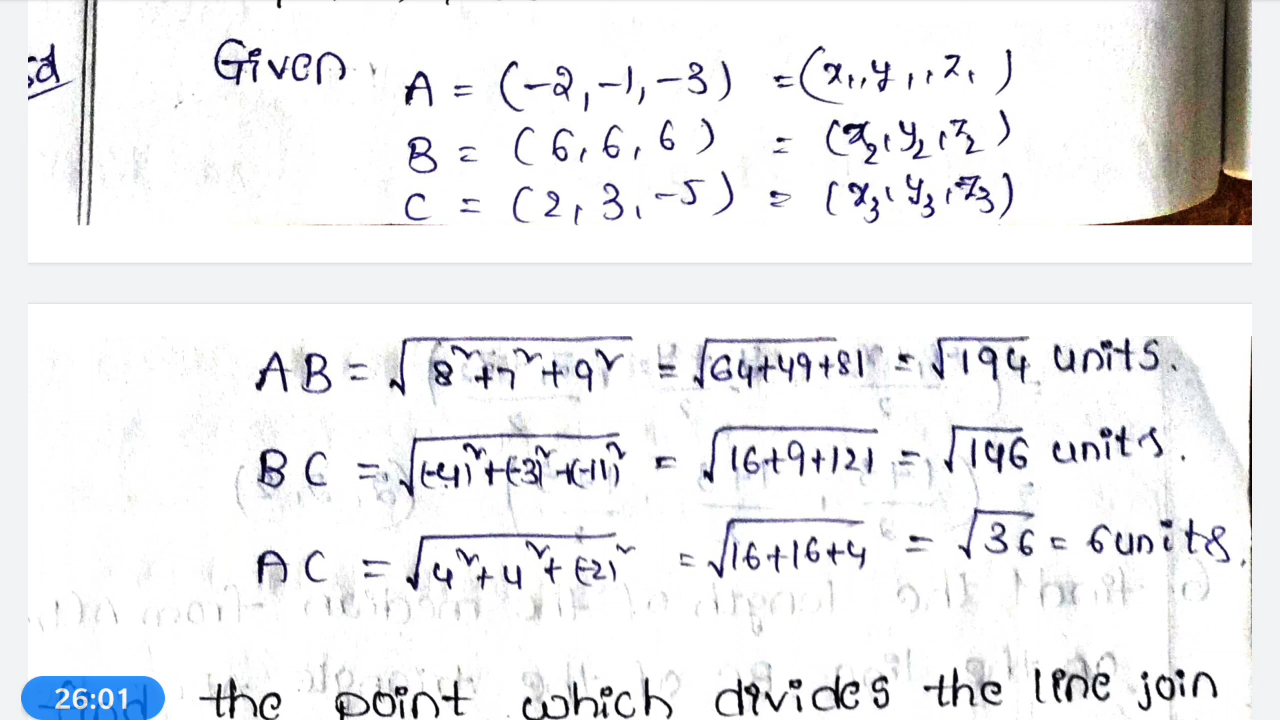 Given
A = (-2, -1, -3) = (x₁, y₁, z₁)
B = (6, 6, 6) = (x₂, y₂, z₂)
C = (2, 3, -5) = (x₃, y₃, z₃)
AB = √8²+7²+9² = √64+49+81 = √194 units.
BC = √(-4)²+(-3)²+(-11)² = √16+9+121 = √146 units.
AC = √4²+4²+(-2)² = √16+16+4 = √36 = 6 units.
the point which divides the line join
26:01